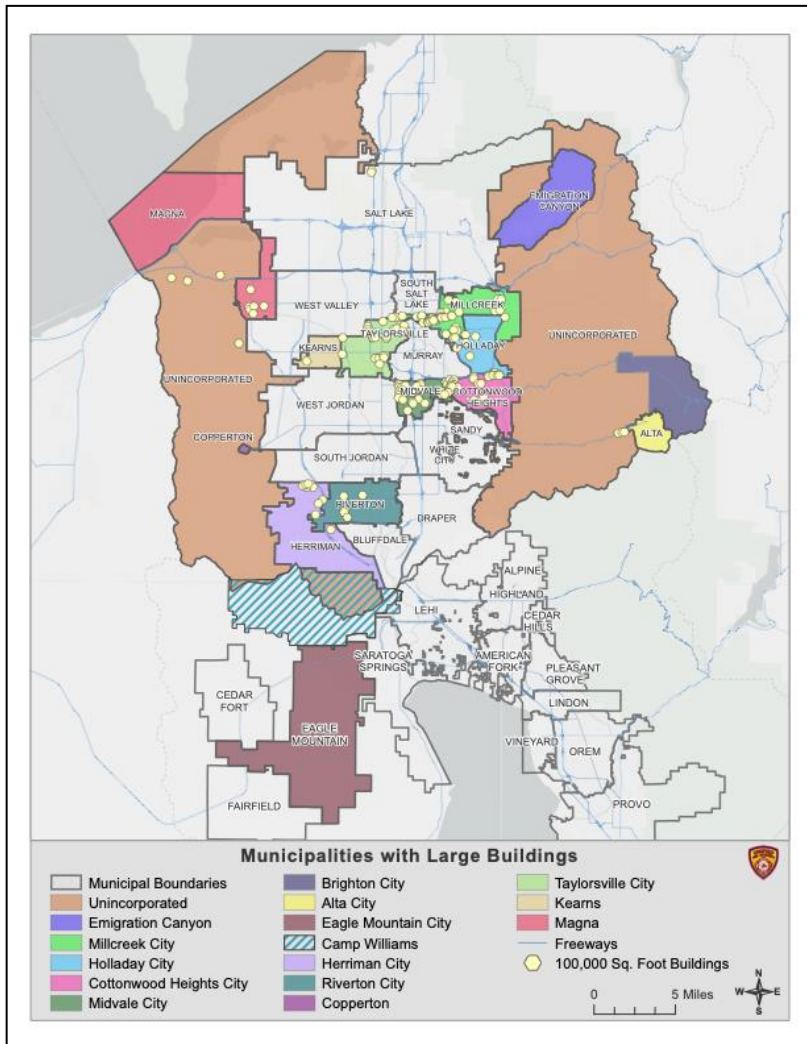 MAGNA
SALT LAKE
EMIGRATION
CANYON
WEST VALLEY
SOUTH
SALT
LAKE
MILLCREEK
TAYLORSVILLE
KEARNS
MURRAY
HOLLADAY
UNINCORPORATED
UNINCORPORATED
WEST JORDAN
MIDVALE
COTTONWOOD
HEIGHTS
COPPERTON
SANDY
WHITE
CITY
ALTA
SOUTH JORDAN
RIVERTON
DRAPER
HERRIMAN
BLUFFDALE
ALPINE
HIGHLAND
LEHI
CEDAR
HILLS
SARATOGA
SPRINGS
AMERICAN
FORK
PLEASANT
GROVE
CEDAR
FORT
LINDON
EAGLE
MOUNTAIN
VINEYARD
OREM
FAIRFIELD
PROVO
Municipalities with Large Buildings
Municipal Boundaries
Unincorporated
Emigration Canyon
Millcreek City
Holladay City
Cottonwood Heights City
Midvale City
Brighton City
Alta City
Eagle Mountain City
Camp Williams
Herriman City
Riverton City
Copperton
Taylorsville City
Kearns
Magna
Freeways
100,000 Sq. Foot Buildings
0 5 Miles
N
W E
S